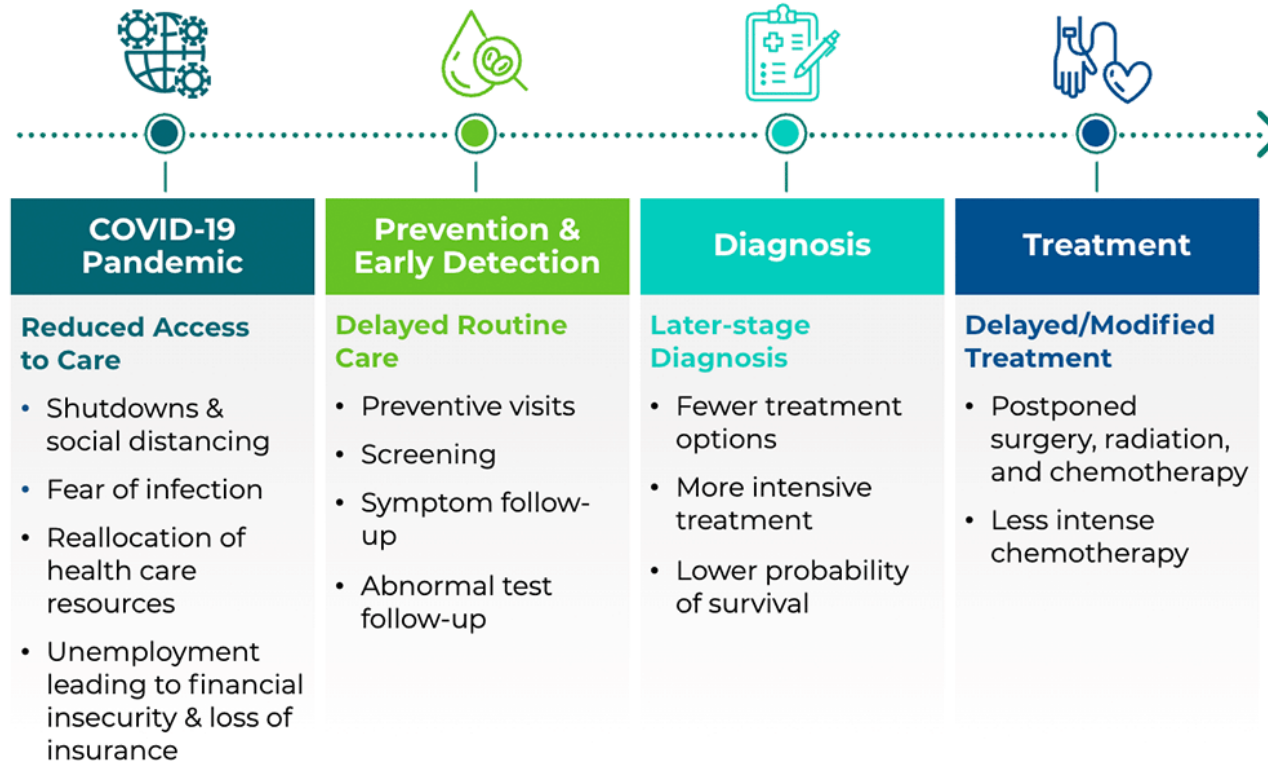 COVID-19
Pandemic
Reduced Access
to Care
• Shutdowns &
social distancing
• Fear of infection
• Reallocation of
health care
resources
• Unemployment
leading to financial
insecurity & loss of
insurance
Prevention &
Early Detection
Delayed Routine
Care
• Preventive visits
• Screening
• Symptom follow-
up
• Abnormal test
follow-up
Diagnosis
Later-stage
Diagnosis
• Fewer treatment
options
• More intensive
treatment
• Lower probability
of survival
Treatment
Delayed/Modified
Treatment
• Postponed
surgery, radiation,
and chemotherapy
• Less intense
chemotherapy